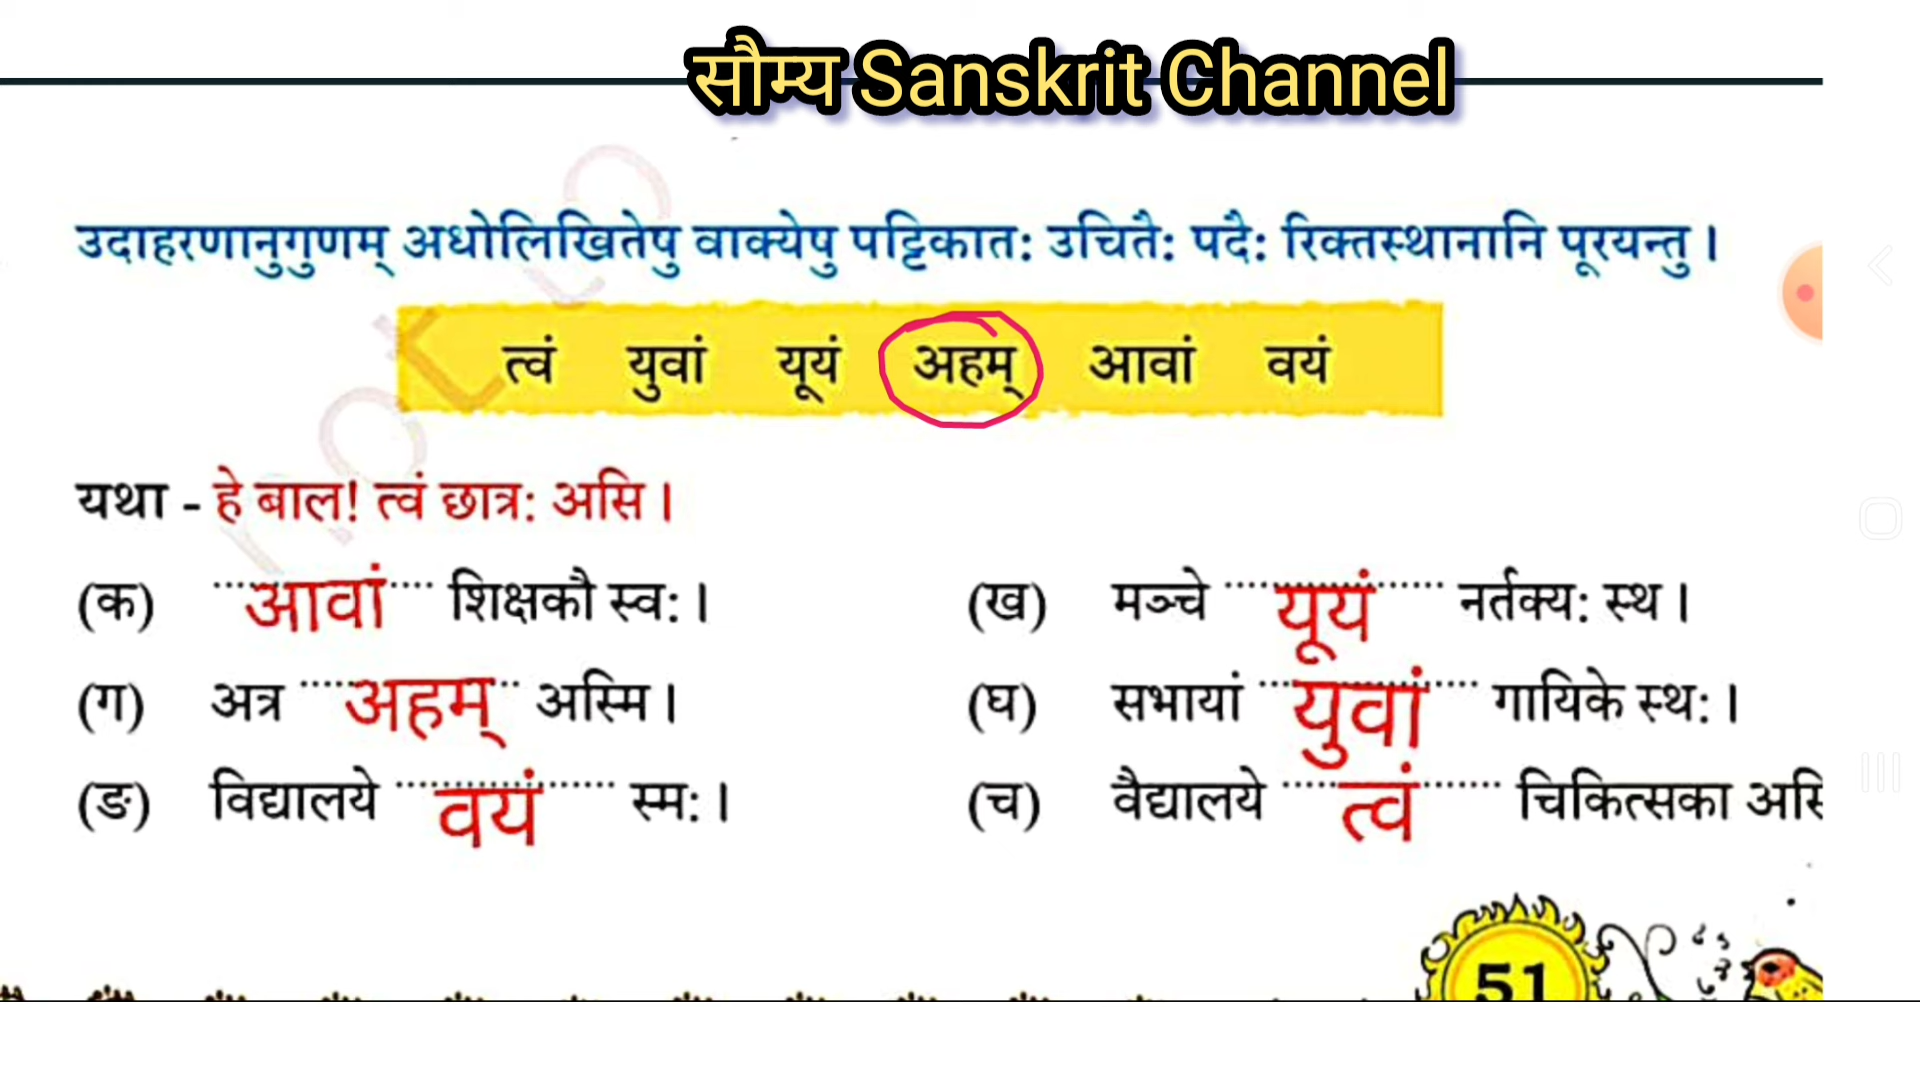 सौम्य Sanskrit Channel
उदाहरणानुगुणम् अधोलिखितेषु वाक्येषु पट्टिकातः उचितैः पदैः रिक्तस्थानानि पूरयन्तु ।
त्वं युवां यूयं अहम् आवां वयं
यथा - हे बाल! त्वं छात्रः असि ।
(क) आवां शिक्षकौ स्वः ।
(ख) मञ्चे यूयं नर्तक्यः स्थ ।
(ग) अत्र अहम् अस्मि ।
(घ) सभायां युवां गायिके स्थः ।
(ङ) विद्यालये वयं स्मः ।
(च) वैद्यालये त्वं चिकित्सका
51